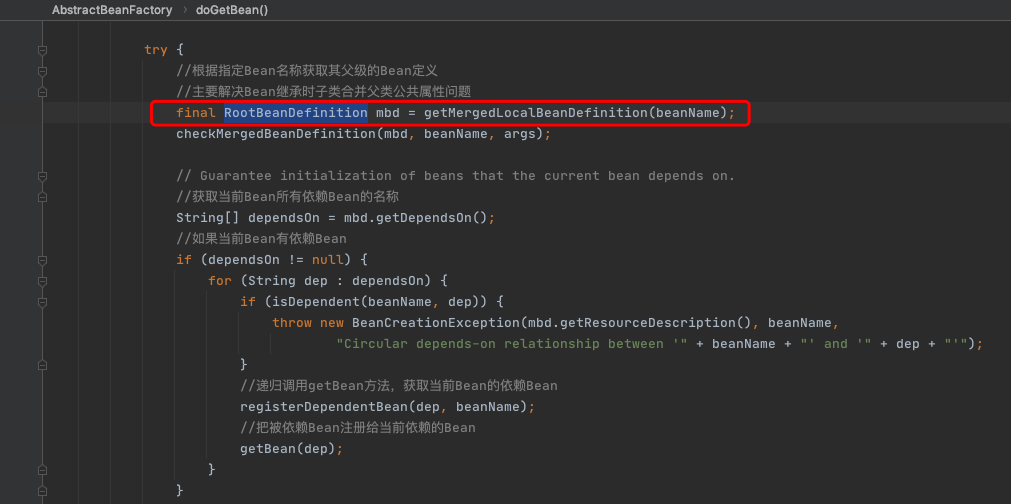 AbstractBeanFactory › doGetBean()
try {
//根据指定Bean名称获取其父级的Bean定义
//主要解决Bean继承时子类合并父类公共属性问题
final RootBeanDefinition mbd = getMergedLocalBeanDefinition(beanName);
checkMergedBeanDefinition(mbd, beanName, args);
// Guarantee initialization of beans that the current bean depends on.
//获取当前Bean所有依赖Bean的名称
String[] dependsOn = mbd.getDependsOn();
//如果当前Bean有依赖Bean
if (dependsOn != null) {
for (String dep : dependsOn) {
if (isDependent(beanName, dep)) {
throw new BeanCreationException(mbd.getResourceDescription(), beanName,
"Circular depends-on relationship between '" + beanName + "' and '" + dep + "'");
}
//递归调用getBean方法，获取当前Bean的依赖Bean
registerDependentBean(dep, beanName);
//把被依赖Bean注册给当前依赖的Bean
getBean(dep);
}
}